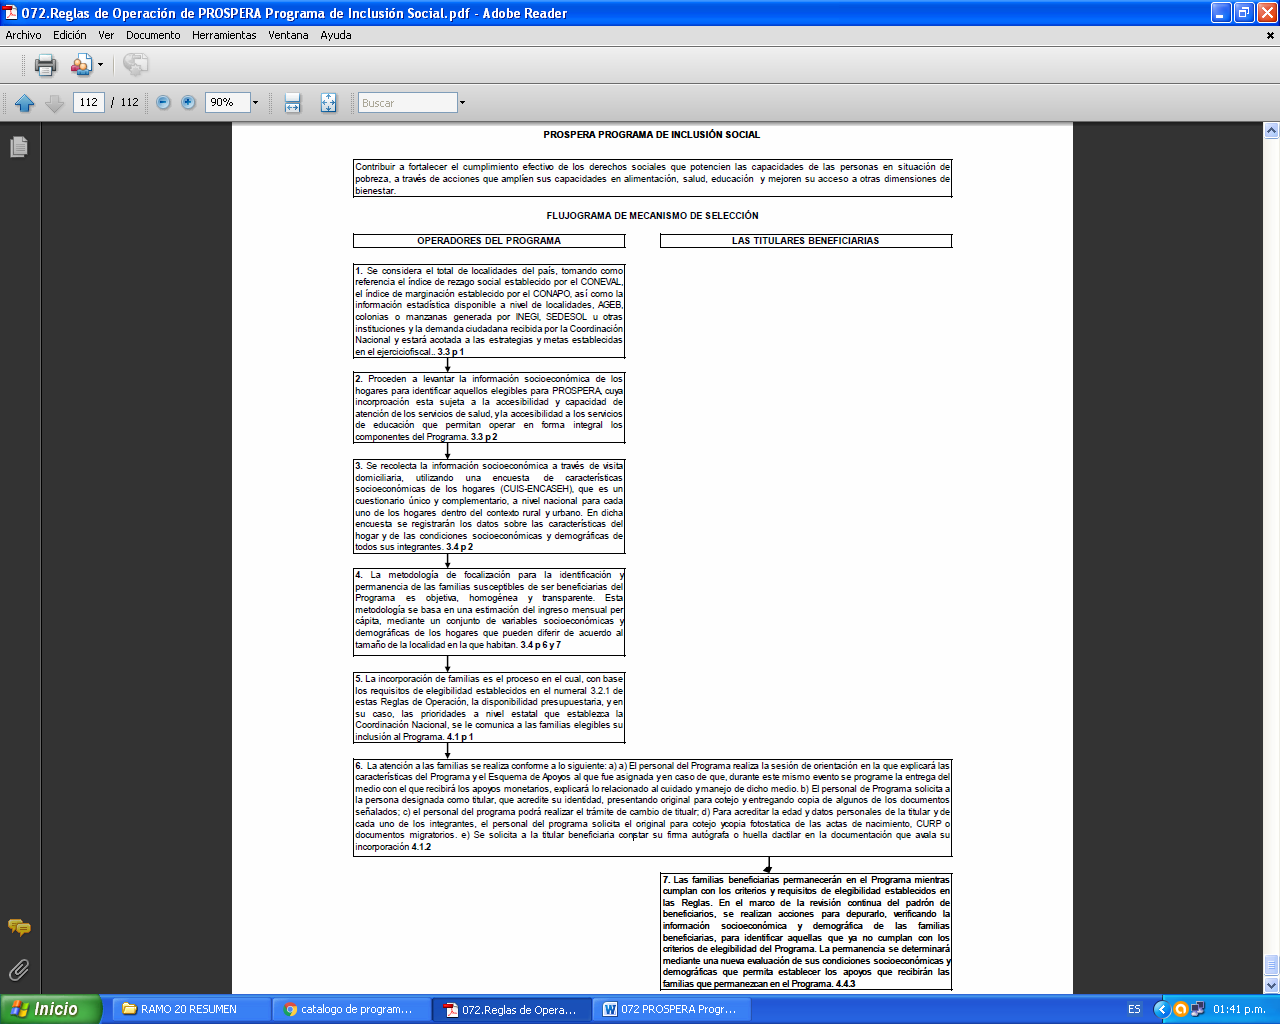 072.Reglas de Operación de PROSPERA Programa de Inclusión Social.pdf - Adobe Reader
Archivo Edición Ver Documento Herramientas Ventana Ayuda
112 / 112 90% Buscar
PROSPERA PROGRAMA DE INCLUSIÓN SOCIAL
Contribuir a fortalecer el cumplimiento efectivo de los derechos sociales que potencien las capacidades de las personas en situación de
pobreza, a través de acciones que amplíen sus capacidades en alimentación, salud, educación y mejoren su acceso a otras dimensiones de
bienestar.
FLUJOGRAMA DE MECANISMO DE SELECCIÓN
OPERADORES DEL PROGRAMA
LAS TITULARES BENEFICIARIAS
1. Se considera el total de localidades del país, tomando como
referencia el índice de rezago social establecido por el CONEVAL,
el índice de marginación establecido por el CONAPO, así como la
información estadística disponible a nivel de localidades, AGEB,
colonias o manzanas generada por INEGI, SEDESOL u otras
instituciones y la demanda ciudadana recibida por la Coordinación
Nacional y estará acotada a las estrategias y metas establecidas
en el ejerciciofiscal.. 3.3 p 1
2. Proceden a levantar la información socioeconómica de los
hogares para identificar aquellos elegibles para PROSPERA, cuya
incorproación esta sujeta a la accesibilidad y capacidad de
atención de los servicios de salud, y la accesibilidad a los servicios
de educación que permitan operar en forma integral los
componentes del Programa. 3.3 p 2
3. Se recolecta la información socioeconómica a través de visita
domiciliaria, utilizando una encuesta de características
socioeconómicas de los hogares (CUIS-ENCASEH), que es un
cuestionario único y complementario, a nivel nacional para cada
uno de los hogares dentro del contexto rural y urbano. En dicha
encuesta se registrarán los datos sobre las características del
hogar y de las condiciones socioeconómicas y demográficas de
todos sus integrantes. 3.4 p 2
4. La metodología de focalización para la identificación y
permanencia de las familias susceptibles de ser beneficiarias del
Programa es objetiva, homogénea y transparente. Esta
metodología se basa en una estimación del ingreso mensual per
cápita, mediante un conjunto de variables socioeconómicas y
demográficas de los hogares que pueden diferir de acuerdo al
tamaño de la localidad en la que habitan. 3.4 p 6 y 7
5. La incorporación de familias es el proceso en el cual, con base
los requisitos de elegibilidad establecidos en el numeral 3.2.1 de
estas Reglas de Operación, la disponibilidad presupuestaria, y en
su caso, las prioridades a nivel estatal que establezca la
Coordinación Nacional, se le comunica a las familias elegibles su
inclusión al Programa. 4.1 p 1
6. La atención a las familias se realiza conforme a lo siguiente: a) a) El personal del Programa realiza la sesión de orientación en la que explicará las
características del Programa y el Esquema de Apoyos al que fue asignada y en caso de que, durante este mismo evento se programe la entrega del
medio con el que recibirá los apoyos monetarios, explicará lo relacionado al cuidado y manejo de dicho medio. b) El personal de Programa solicita a
la persona designada como titular, que acredite su identidad, presentando original para cotejo y entregando copia de algunos de los documentos
señalados; c) el personal del programa podrá realizar el trámite de cambio de titualr; d) Para acreditar la edad y datos personales de la titular y de
cada uno de los integrantes, el personal del programa solicita el original para cotejo ycopia fotostatica de las actas de nacimiento, CURP o
documentos migratorios. e) Se solicita a la titular beneficiaria constar su firma autógrafa o huella dactilar en la documentación que avala su
incorporación 4.1.2
7. Las familias beneficiarias permanecerán en el Programa mientras
cumplan con los criterios y requisitos de elegibilidad establecidos en
las Reglas. En el marco de la revisión continua del padrón de
beneficiarios, se realizan acciones para depurarlo, verificando la
información socioeconómica y demográfica de las familias
beneficiarias, para identificar aquellas que ya no cumplan con los
criterios de elegibilidad del Programa. La permanencia se determinará
mediante una nueva evaluación de sus condiciones socioeconómicas y
demográficas que permita establecer los apoyos que recibirán las
familias que permanezcan en el Programa. 4.4.3
Inicio RAMO 20 RESUMEN catalogo de program... 072.Reglas de Opera... 072 PROSPERA Progr... ES 01:41 p.m.